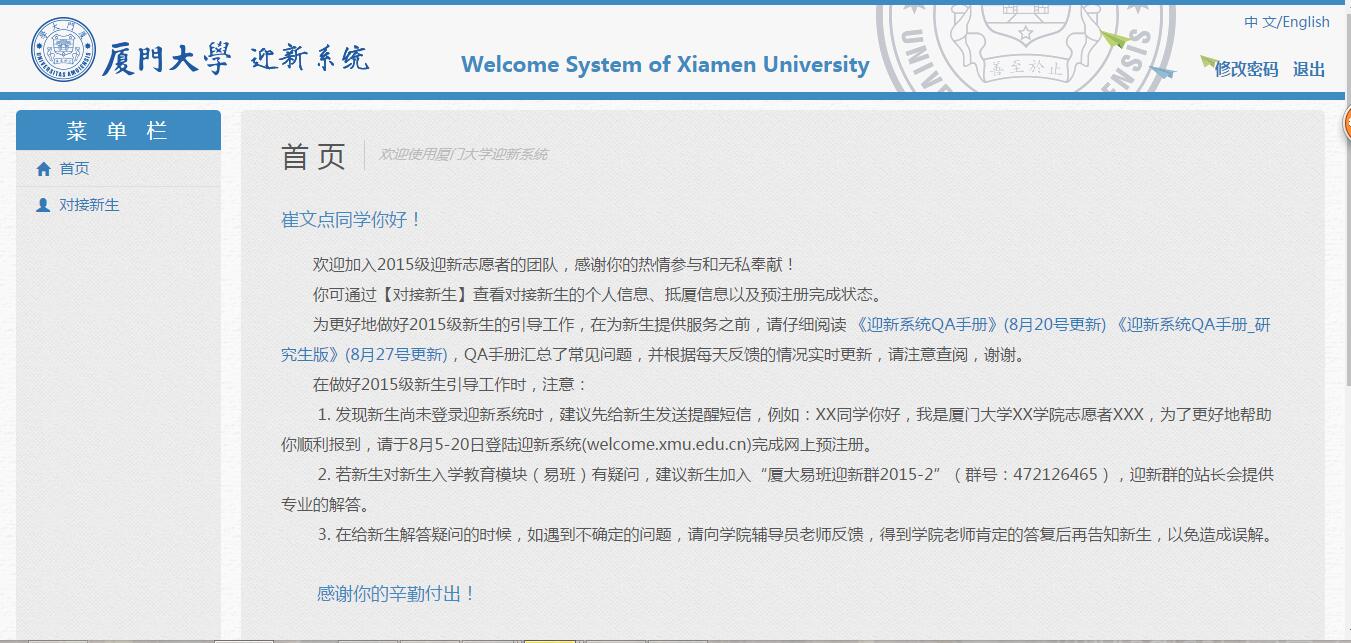 中 文/English
厦門大学 迎新系统
Welcome System of Xiamen University
修改密码 退出
UNIVE
ENSIS
善至於止
UNIVERSITAS AMOIENSIS
菜 单 栏
首页
对接新生
首 页
欢迎使用厦门大学迎新系统
崔文点同学你好！
欢迎加入2015级迎新志愿者的团队，感谢你的热情参与和无私奉献！
你可通过【对接新生】查看对接新生的个人信息、抵厦信息以及预注册完成状态。
为更好地做好2015级新生的引导工作，在为新生提供服务之前，请仔细阅读 《迎新系统QA手册》(8月20号更新) 《迎新系统QA手册_研
究生版》(8月27号更新)，QA手册汇总了常见问题，并根据每天反馈的情况实时更新，请注意查阅，谢谢。
在做好2015级新生引导工作时，注意：
1. 发现新生尚未登录迎新系统时，建议先给新生发送提醒短信，例如：XX同学你好，我是厦门大学XX学院志愿者XXX，为了更好地帮助
你顺利报到，请于8月5-20日登陆迎新系统(welcome.xmu.edu.cn)完成网上预注册。
2. 若新生对新生入学教育模块（易班）有疑问，建议新生加入“厦大易班迎新群2015-2”（群号：472126465），迎新群的站长会提供
专业的解答。
3. 在给新生解答疑问的时候，如遇到不确定的问题，请向学院辅导员老师反馈，得到学院老师肯定的答复后再告知新生，以免造成误解。
感谢你的辛勤付出！